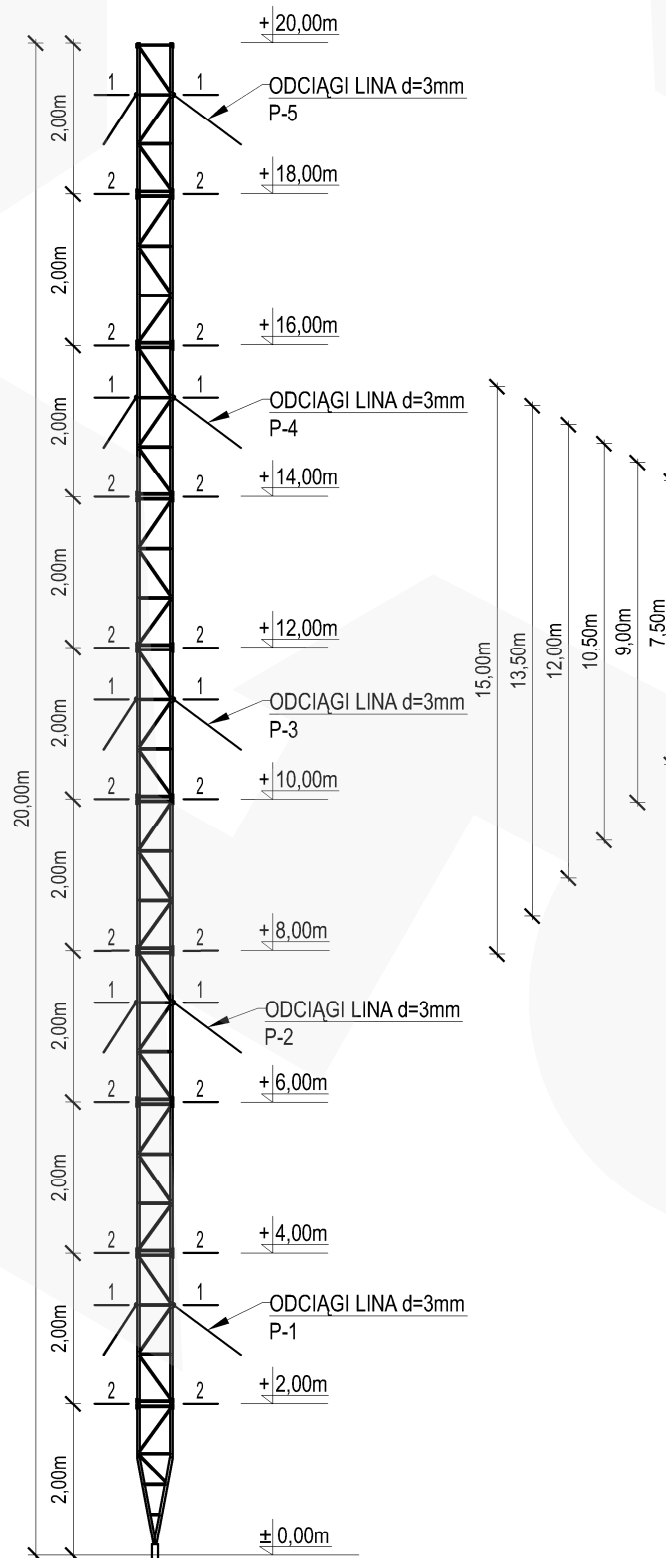 + 20,00m
1 1
ODCIĄGI LINA d=3mm
P-5
2,00m
2 2
+ 18,00m
2,00m
2 2
+ 16,00m
1 1
ODCIĄGI LINA d=3mm
P-4
2,00m
2 2
+ 14,00m
2,00m
2 2
+ 12,00m
1 1
ODCIĄGI LINA d=3mm
P-3
2,00m
20,00m
2 2
+ 10,00m
15,00m
13,50m
12,00m
10.50m
9,00m
7,50m
2,00m
2 2
+ 8,00m
1 1
ODCIĄGI LINA d=3mm
P-2
2,00m
2 2
+ 6,00m
2,00m
2 2
+ 4,00m
1 1
ODCIĄGI LINA d=3mm
P-1
2,00m
2 2
+ 2,00m
2,00m
± 0,00m